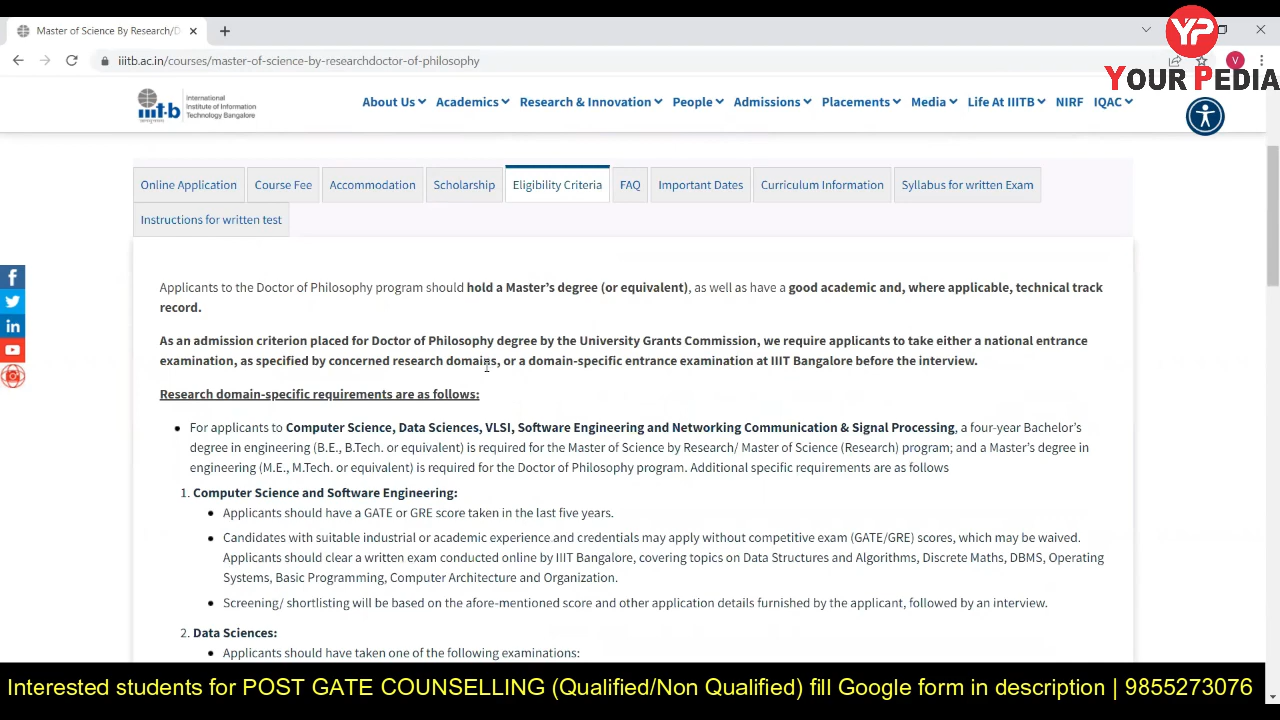 Master of Science By Research/D
YP
YOUR PEDIA
iiitb.ac.in/courses/master-of-science-by-researchdoctor-of-philosophy
V
iiit-b
International
Institute of Information
Technology Bangalore
About Us Academics Research & Innovation People Admissions Placements Media Life At IIITB NIRF IQAC
Online Application Course Fee Accommodation Scholarship Eligibility Criteria FAQ Important Dates Curriculum Information Syllabus for written Exam
Instructions for written test
Applicants to the Doctor of Philosophy program should hold a Master's degree (or equivalent), as well as have a good academic and, where applicable, technical track
record.
As an admission criterion placed for Doctor of Philosophy degree by the University Grants Commission, we require applicants to take either a national entrance
examination, as specified by concerned research domains, or a domain-specific entrance examination at IIIT Bangalore before the interview.
Research domain-specific requirements are as follows:
• For applicants to Computer Science, Data Sciences, VLSI, Software Engineering and Networking Communication & Signal Processing, a four-year Bachelor's
degree in engineering (B.E., B.Tech. or equivalent) is required for the Master of Science by Research/ Master of Science (Research) program; and a Master's degree in
engineering (M.E., M.Tech. or equivalent) is required for the Doctor of Philosophy program. Additional specific requirements are as follows
1. Computer Science and Software Engineering:
• Applicants should have a GATE or GRE score taken in the last five years.
• Candidates with suitable industrial or academic experience and credentials may apply without competitive exam (GATE/GRE) scores, which may be waived.
Applicants should clear a written exam conducted online by IIIT Bangalore, covering topics on Data Structures and Algorithms, Discrete Maths, DBMS, Operating
Systems, Basic Programming, Computer Architecture and Organization.
• Screening/ shortlisting will be based on the afore-mentioned score and other application details furnished by the applicant, followed by an interview.
2. Data Sciences:
• Applicants should have taken one of the following examinations:
Interested students for POST GATE COUNSELLING (Qualified/Non Qualified) fill Google form in description | 9855273076